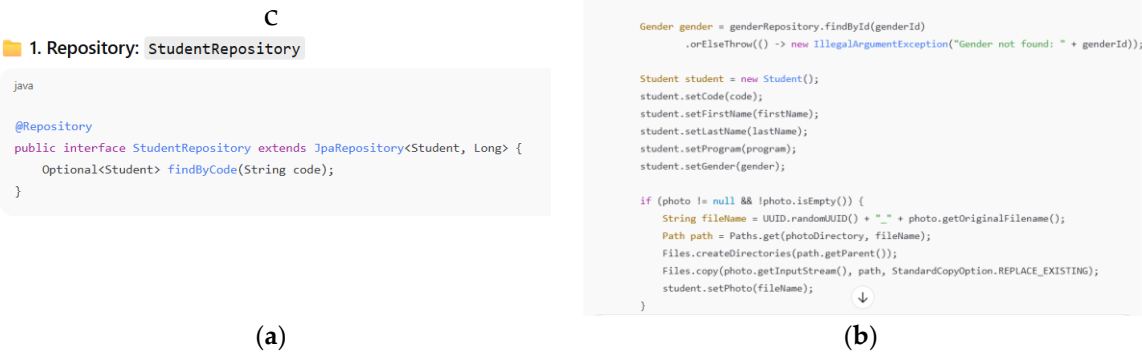 C
1. Repository: StudentRepository
java
@Repository
public interface StudentRepository extends JpaRepository<Student, Long> {
    Optional<Student> findByCode(String code);
}
(a)
Gender gender = genderRepository.findById(genderId)
        .orElseThrow(() -> new IllegalArgumentException("Gender not found: " + genderId));
Student student = new Student();
student.setCode(code);
student.setFirstName(firstName);
student.setLastName(lastName);
student.setProgram(program);
student.setGender(gender);
if (photo != null && !photo.isEmpty()) {
    String fileName = UUID.randomUUID() + "_" + photo.getOriginalFilename();
    Path path = Paths.get(photoDirectory, fileName);
    Files.createDirectories(path.getParent());
    Files.copy(photo.getInputStream(), path, StandardCopyOption.REPLACE_EXISTING);
    student.setPhoto(fileName);
}
(b)